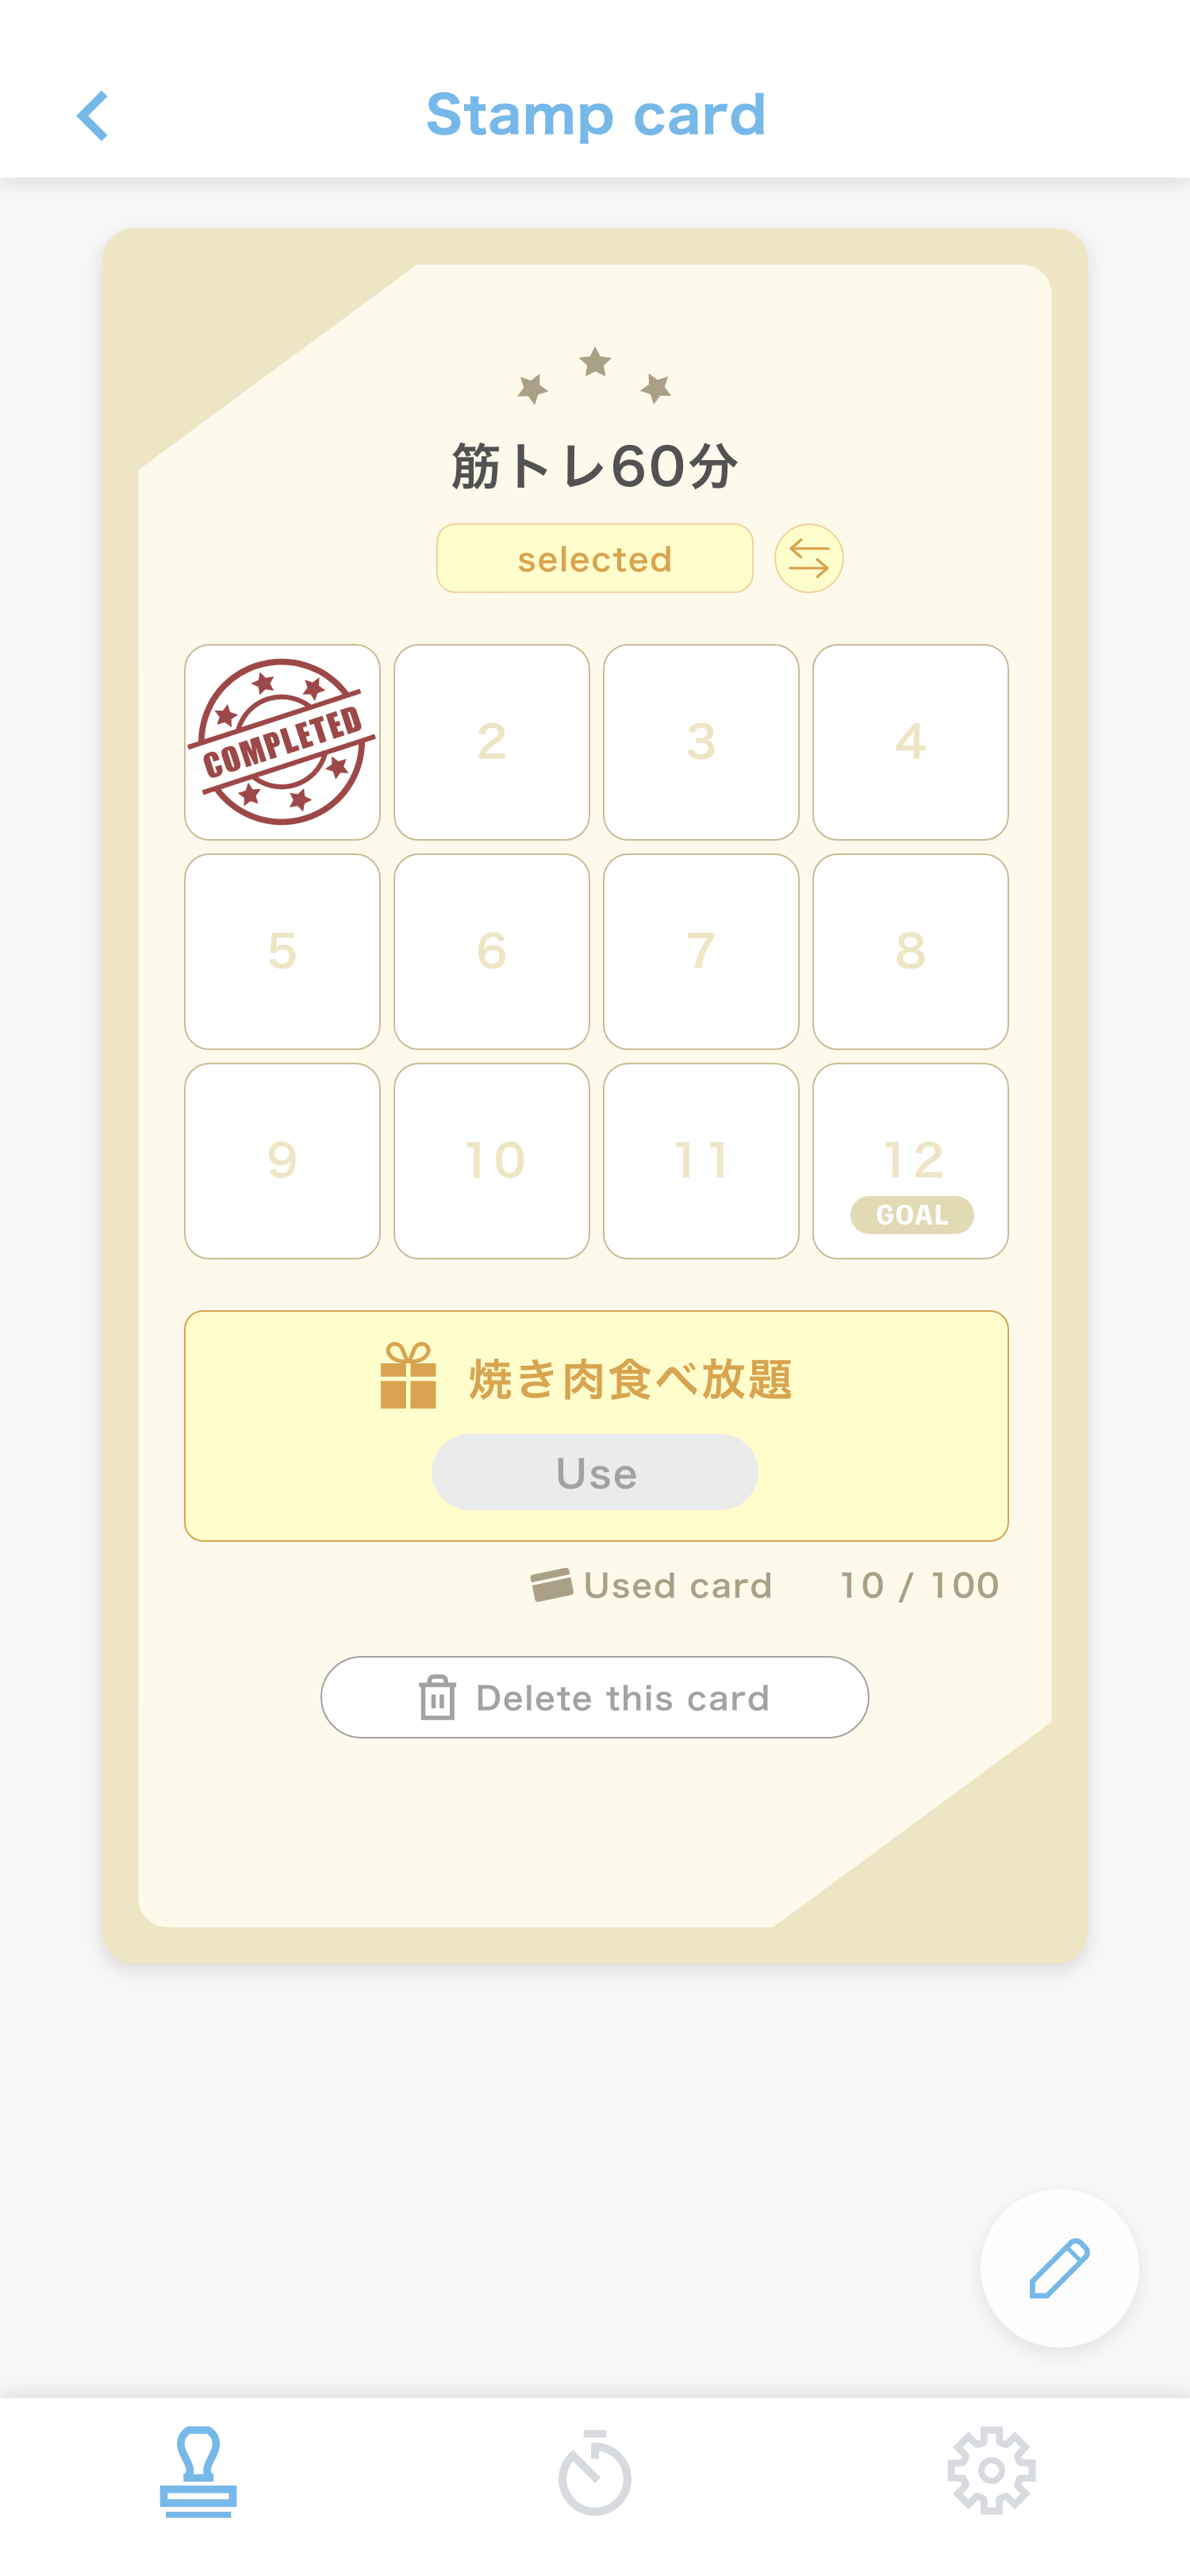 Stamp card
筋トレ60分
selected
COMPLETED
2
3
4
5
6
7
8
9
10
11
12
GOAL
焼き肉食べ放題
Use
Used card 10 / 100
Delete this card